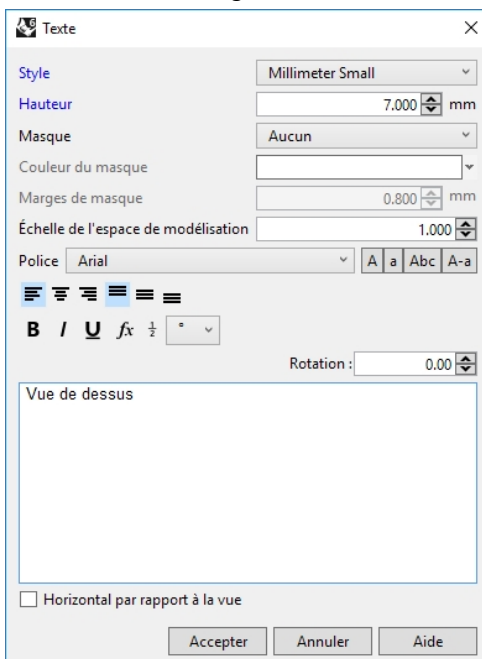 Texte
Style Millimeter Small
Hauteur 7.000 mm
Masque Aucun
Couleur du masque
Marges de masque 0.800 mm
Échelle de l'espace de modélisation 1.000
Police Arial A a Abc A-a
B I U fx ½ °
Rotation : 0.00
Vue de dessus
Horizontal par rapport à la vue
Accepter Annuler Aide